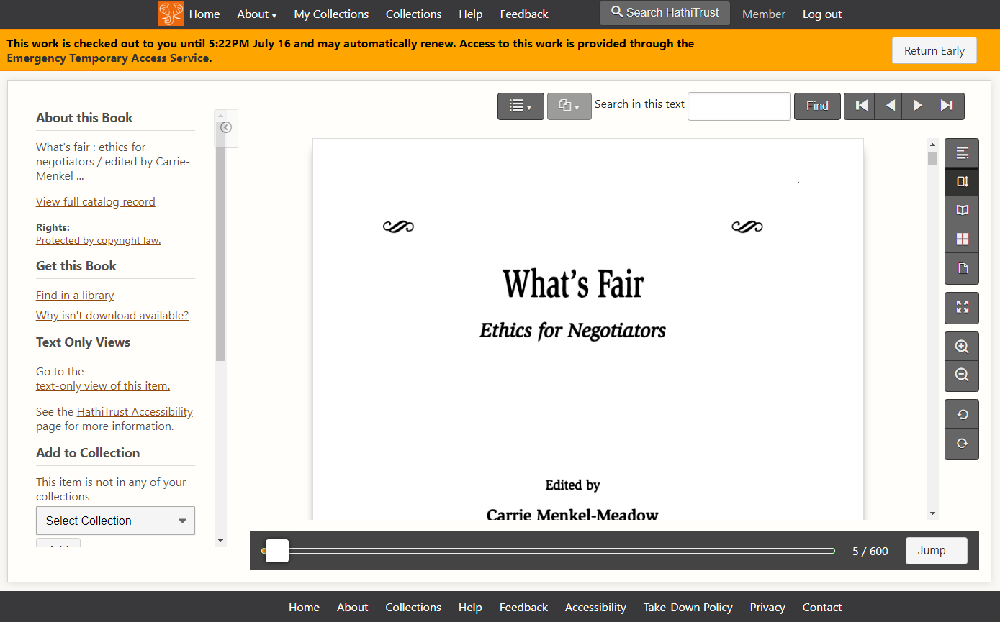 Home About ▾ My Collections Collections Help Feedback Search HathiTrust Member Log out
This work is checked out to you until 5:22PM July 16 and may automatically renew. Access to this work is provided through the
Emergency Temporary Access Service.
Return Early
About this Book
What's fair : ethics for
negotiators / edited by Carrie-
Menkel ...
View full catalog record
Rights:
Protected by copyright law.
Get this Book
Find in a library
Why isn't download available?
Text Only Views
Go to the
text-only view of this item.
See the HathiTrust Accessibility
page for more information.
Add to Collection
This item is not in any of your
collections
Select Collection
Search in this text Find
What's Fair
Ethics for Negotiators
Edited by
Carrie Menkel-Meadow
5 / 600 Jump...
Home About Collections Help Feedback Accessibility Take-Down Policy Privacy Contact